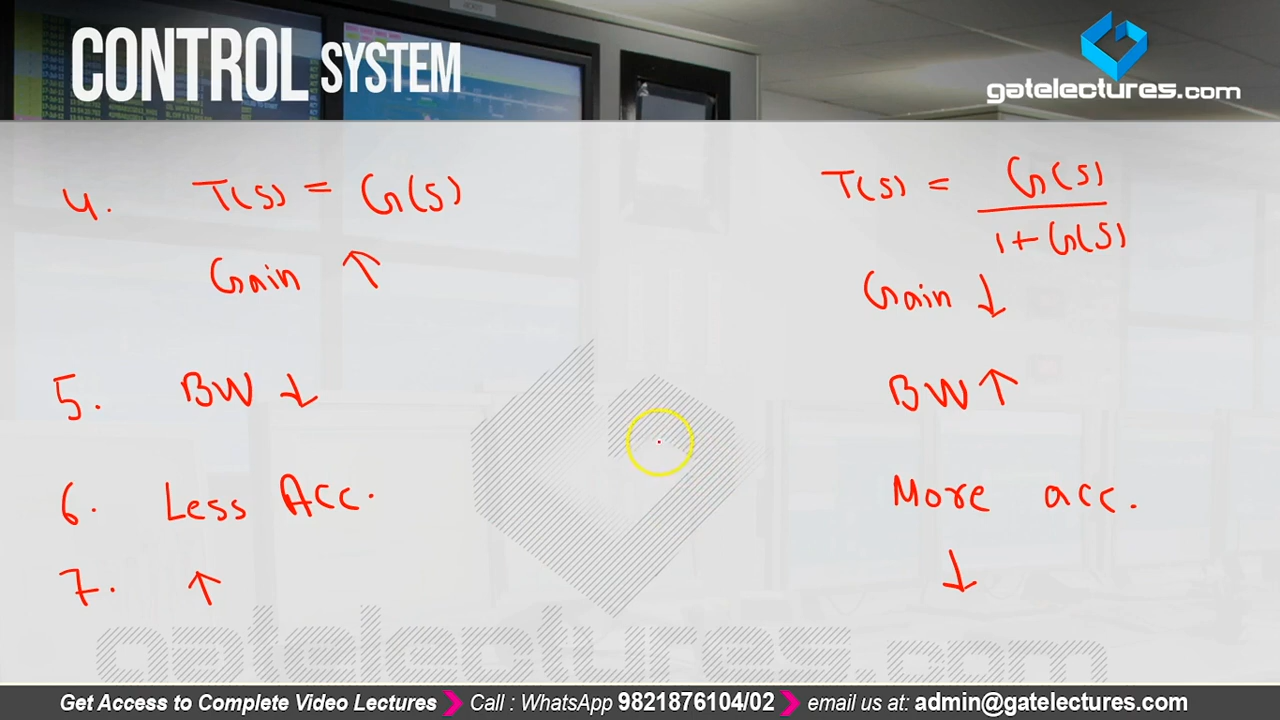 CONTROL SYSTEM
gatelectures.com
4. T(s) = G(s)
T(s) = G(s) / 1+G(s)
Gain ↑
Gain ↓
5. BW ↓
BW ↑
6. Less Acc.
More acc.
7. ↑
↓
gatelectures.com
Get Access to Complete Video Lectures Call : WhatsApp 9821876104/02 email us at: admin@gatelectures.com